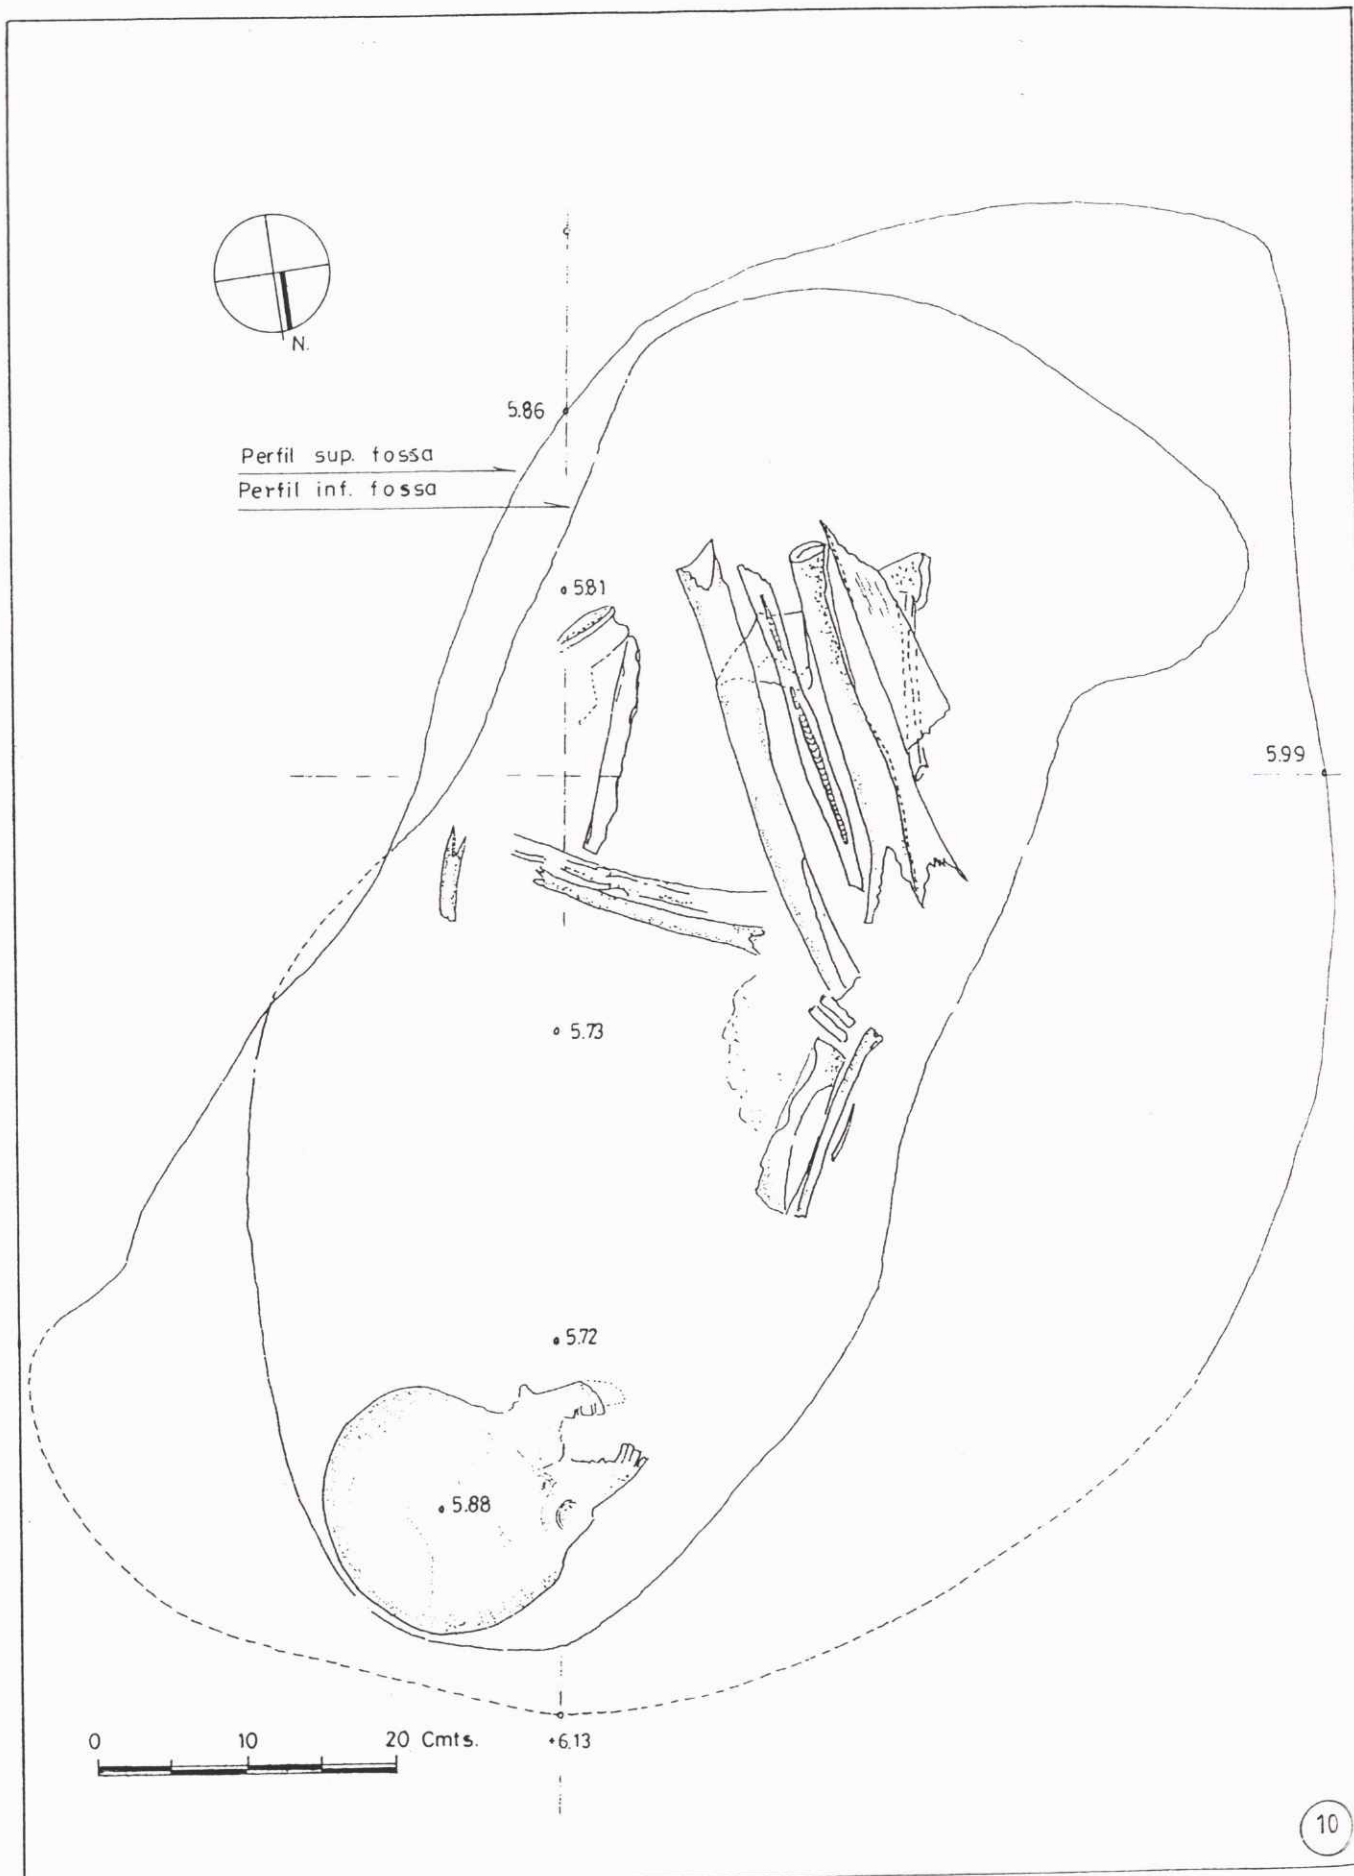 N.
5.86
Perfil sup. fossa
Perfil inf. fossa
5.81
5.99
5.73
5.72
5.88
0 10 20 Cmts.
+6.13
10